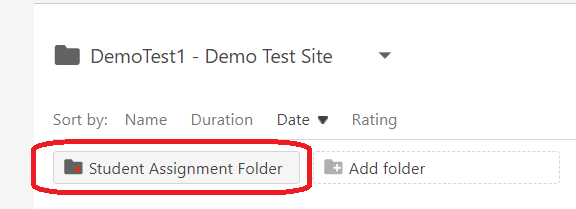 DemoTest1 - Demo Test Site
Sort by: Name Duration Date Rating
Student Assignment Folder Add folder